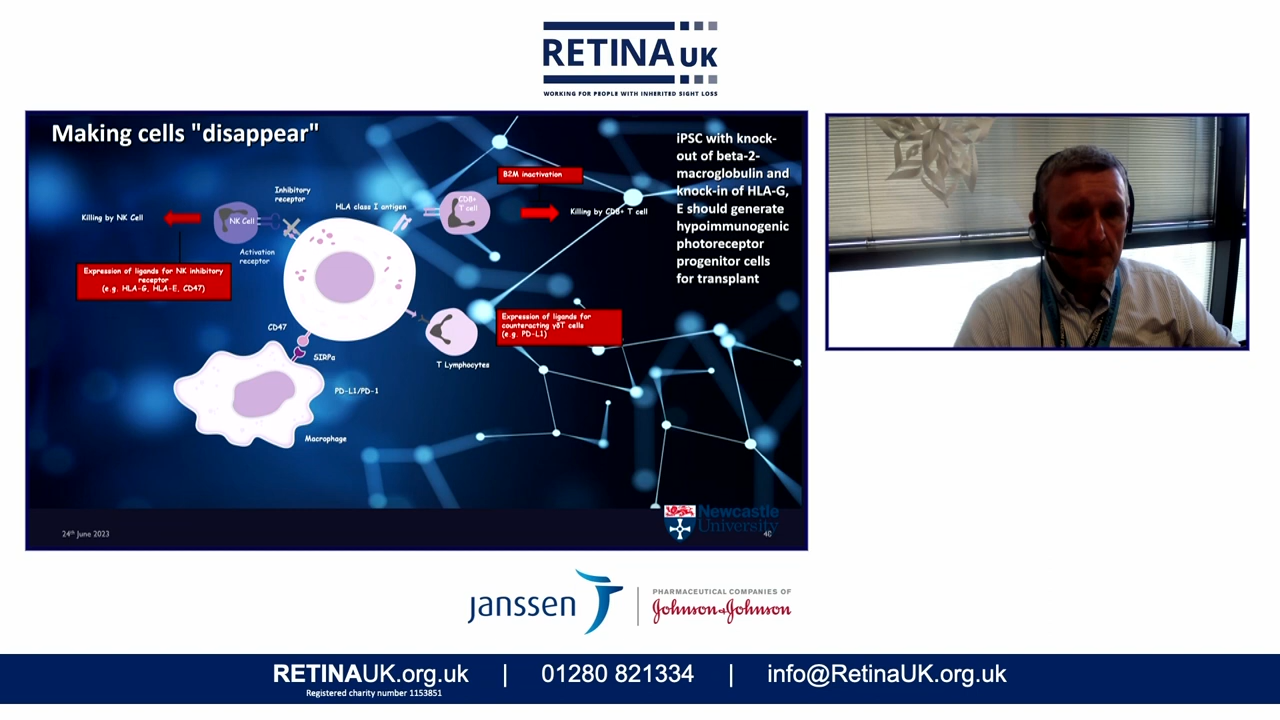 RETINA UK
WORKING FOR PEOPLE WITH INHERITED SIGHT LOSS
Making cells "disappear"
iPSC with knock-
out of beta-2-
macroglobulin and
knock-in of HLA-G,
E should generate
hypoimmunogenic
photoreceptor
progenitor cells
for transplant
B2M inactivation
Inhibitory
receptor
HLA class I antigen
CD8+
T cell
Killing by NK Cell
NK Cell
Killing by CD8+ T cell
Activation
receptor
Expression of ligands for NK inhibitory
receptor
(e.g. HLA-G, HLA-E, CD47)
Expression of ligands for
counteracting γδT cells
(e.g. PD-L1)
CD47
SIRPa
T Lymphocytes
PD-L1/PD-1
Macrophage
24th June 2023
Newcastle
University
40
janssen
PHARMACEUTICAL COMPANIES OF
Johnson & Johnson
RETINAUK.org.uk | 01280 821334 | info@RetinaUK.org.uk
Registered charity number 1153851